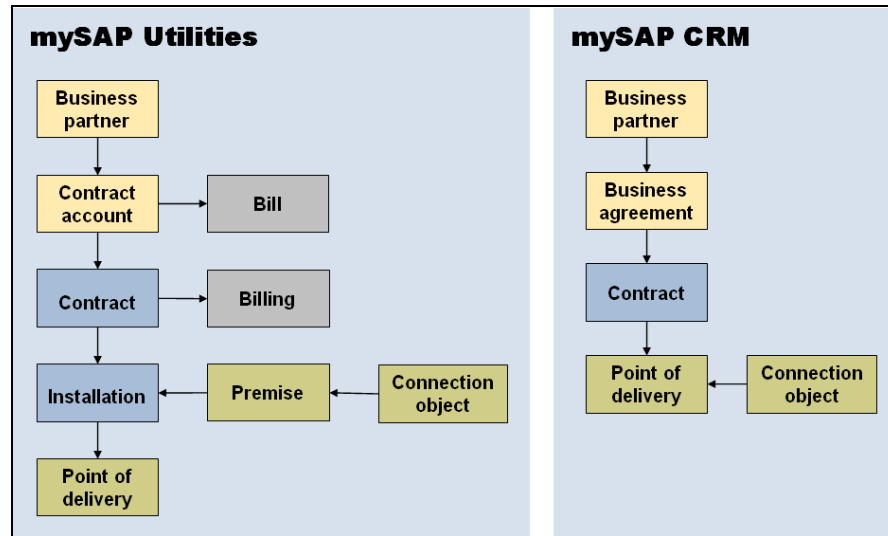 mySAP Utilities
Business
partner
Contract
account
Bill
Contract
Billing
Installation
Premise
Connection
object
Point of
delivery
mySAP CRM
Business
partner
Business
agreement
Contract
Point of
delivery
Connection
object